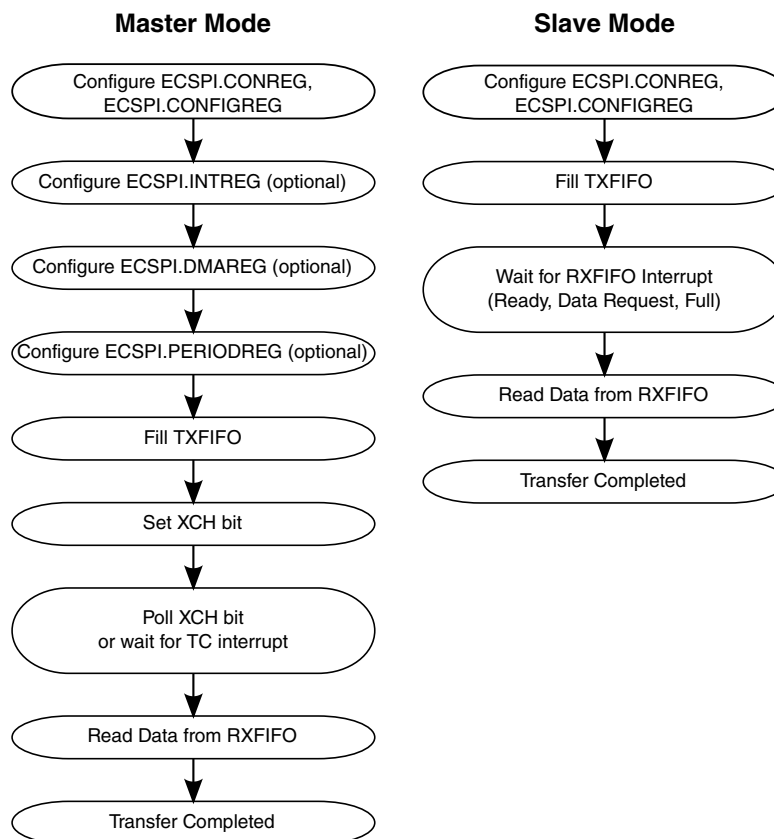 Master Mode
Configure ECSPI.CONREG,
ECSPI.CONFIGREG
Configure ECSPI.INTREG (optional)
Configure ECSPI.DMAREG (optional)
Configure ECSPI.PERIODREG (optional)
Fill TXFIFO
Set XCH bit
Poll XCH bit
or wait for TC interrupt
Read Data from RXFIFO
Transfer Completed
Slave Mode
Configure ECSPI.CONREG,
ECSPI.CONFIGREG
Fill TXFIFO
Wait for RXFIFO Interrupt
(Ready, Data Request, Full)
Read Data from RXFIFO
Transfer Completed